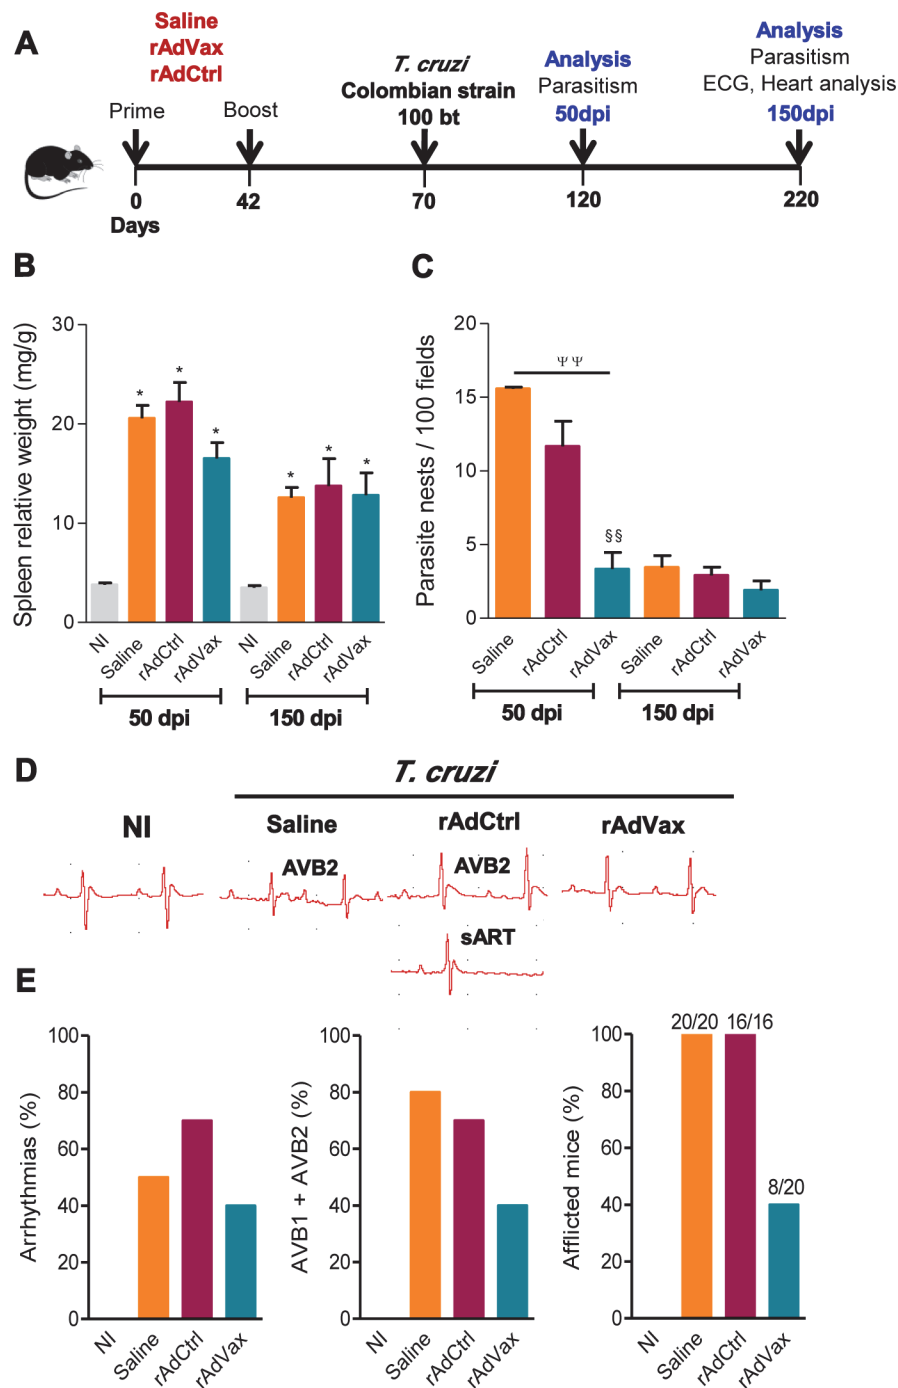 A
Saline
rAdVax
rAdCtrl
Prime
Boost
T. cruzi
Colombian strain
100 bt
Analysis
Parasitism
50dpi
Analysis
Parasitism
ECG, Heart analysis
150dpi
0
42
70
120
220
Days
B
Spleen relative weight (mg/g)
30
20
10
0
*
*
*
*
*
*
NI
Saline
rAdCtrl
rAdVax
NI
Saline
rAdCtrl
rAdVax
50 dpi
150 dpi
C
Parasite nests / 100 fields
20
15
10
5
0
ΨΨ
§§
Saline
rAdCtrl
rAdVax
Saline
rAdCtrl
rAdVax
50 dpi
150 dpi
D
T. cruzi
NI
Saline
rAdCtrl
rAdVax
AVB2
AVB2
sART
E
Arrhythmias (%)
100
80
60
40
20
0
NI
Saline
rAdCtrl
rAdVax
AVB1 + AVB2 (%)
100
80
60
40
20
0
NI
Saline
rAdCtrl
rAdVax
Afflicted mice (%)
100
80
60
40
20
0
20/20
16/16
8/20
NI
Saline
rAdCtrl
rAdVax